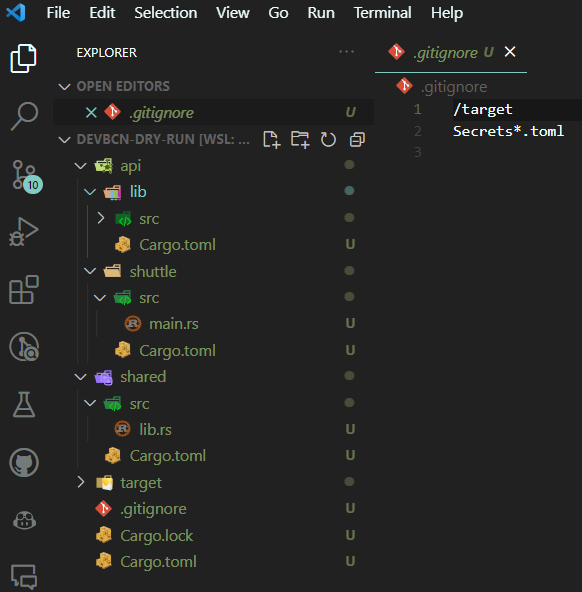 File Edit Selection View Go Run Terminal Help
EXPLORER
OPEN EDITORS
.gitignore U
DEVBCN-DRY-RUN [WSL: ...
api
lib
src
Cargo.toml U
shuttle
src
main.rs U
Cargo.toml U
shared
src
lib.rs U
Cargo.toml U
target
.gitignore U
Cargo.lock U
Cargo.toml U
10
.gitignore U
.gitignore
1 /target
2 Secrets*.toml
3